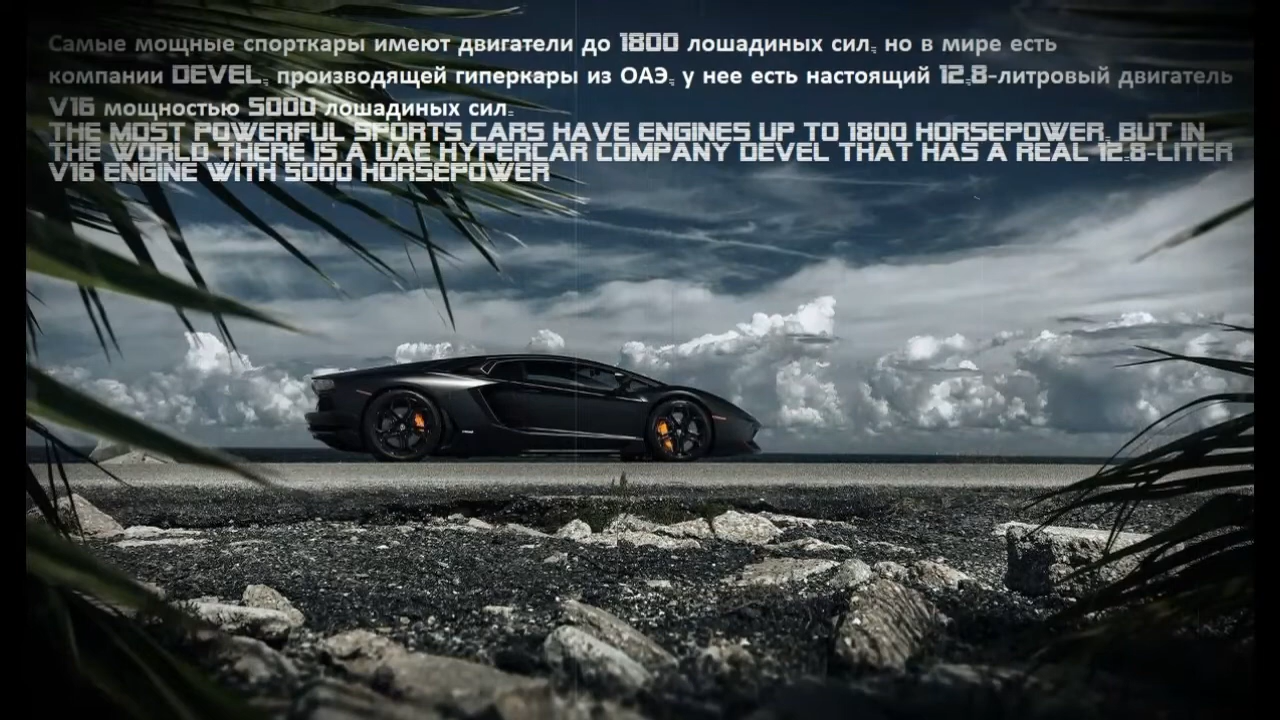 Самые мощные спорткары имеют двигатели до 1800 лошадиных сил, но в мире есть
компании DEVEL, производящей гиперкары из ОАЭ, у нее есть настоящий 12,8-литровый двигатель
V16 мощностью 5000 лошадиных сил.
THE MOST POWERFUL SPORTS CARS HAVE ENGINES UP TO 1800 HORSEPOWER, BUT IN
THE WORLD THERE IS A UAE HYPERCAR COMPANY DEVEL THAT HAS A REAL 12.8-LITER
V16 ENGINE WITH 5000 HORSEPOWER